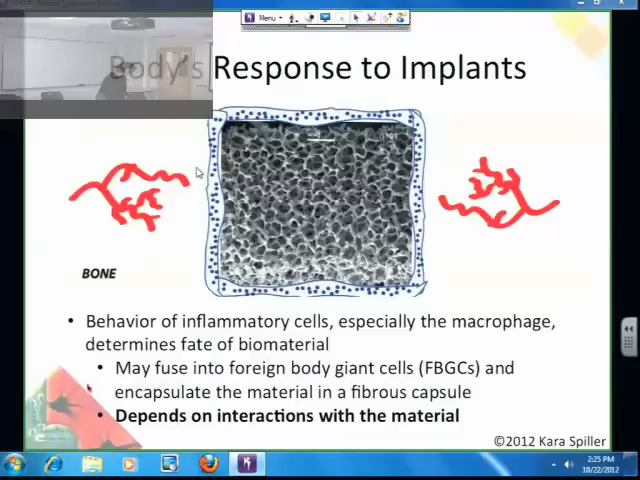 Menu
Body's Response to Implants
BONE
• Behavior of inflammatory cells, especially the macrophage,
determines fate of biomaterial
• May fuse into foreign body giant cells (FBGCs) and
encapsulate the material in a fibrous capsule
• Depends on interactions with the material
©2012 Kara Spiller
2:25 PM
10/22/2012